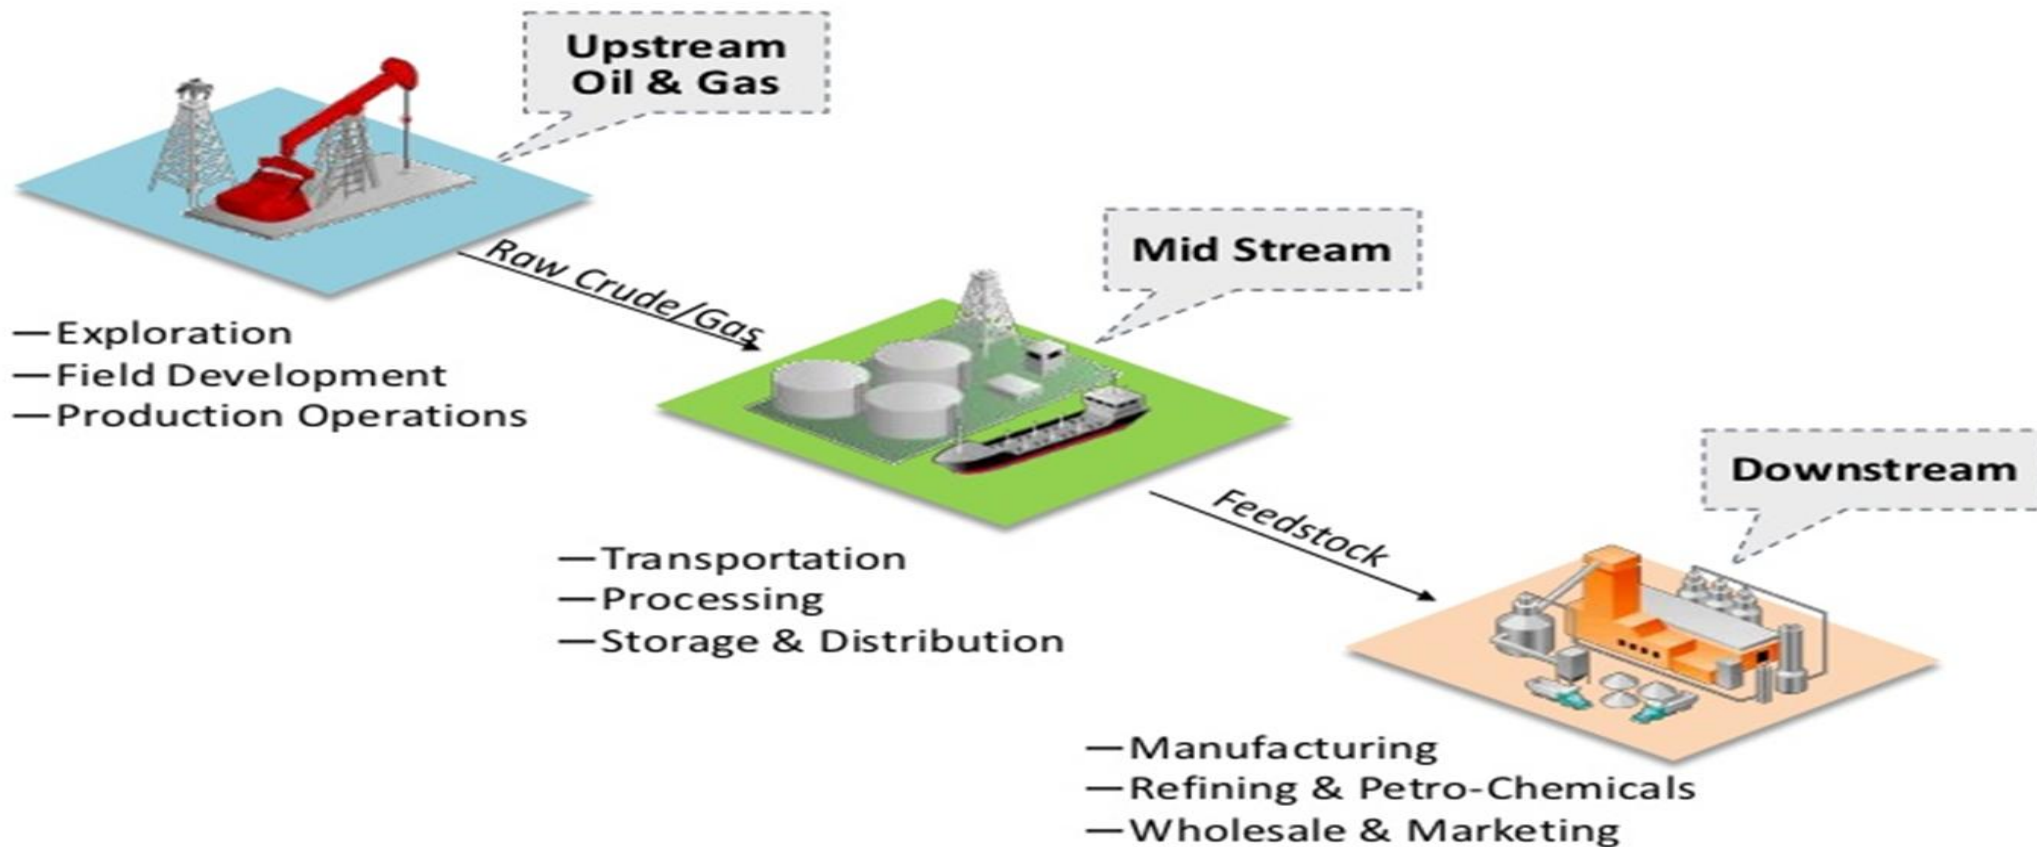 Upstream
Oil & Gas
Raw Crude/Gas
—Exploration
—Field Development
—Production Operations
Mid Stream
Feedstock
—Transportation
—Processing
—Storage & Distribution
Downstream
—Manufacturing
—Refining & Petro-Chemicals
—Wholesale & Marketing